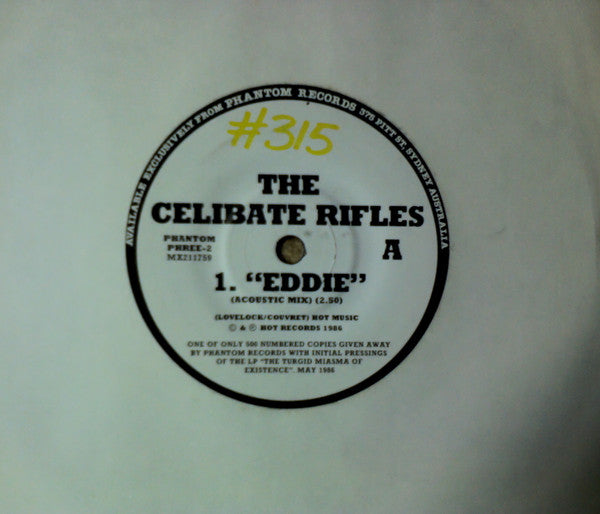 AVAILABLE EXCLUSIVELY FROM PHANTOM RECORDS 375 PITT ST, SYDNEY AUSTRALIA
#315
THE
CELIBATE RIFLES
PHANTOM
PHREE-2
MX211759
A
1. "EDDIE"
(ACOUSTIC MIX) (2.50)
(LOVELOCK/COUVRET) HOT MUSIC
© & ℗ HOT RECORDS 1986
ONE OF ONLY 500 NUMBERED COPIES GIVEN AWAY
BY PHANTOM RECORDS WITH INITIAL PRESSINGS
OF THE LP "THE TURGID MIASMA OF
EXISTENCE". MAY 1986